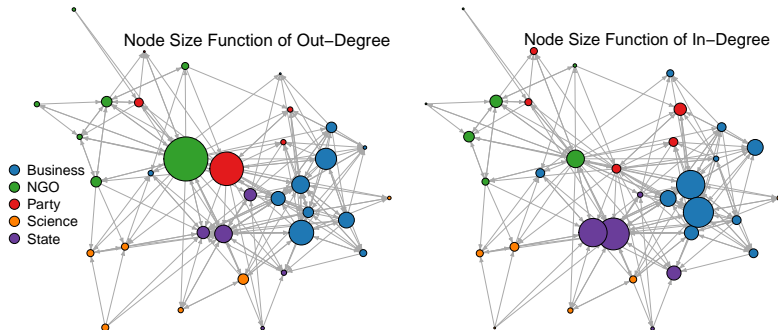 Node Size Function of Out−Degree
Node Size Function of In−Degree
Business
NGO
Party
Science
State